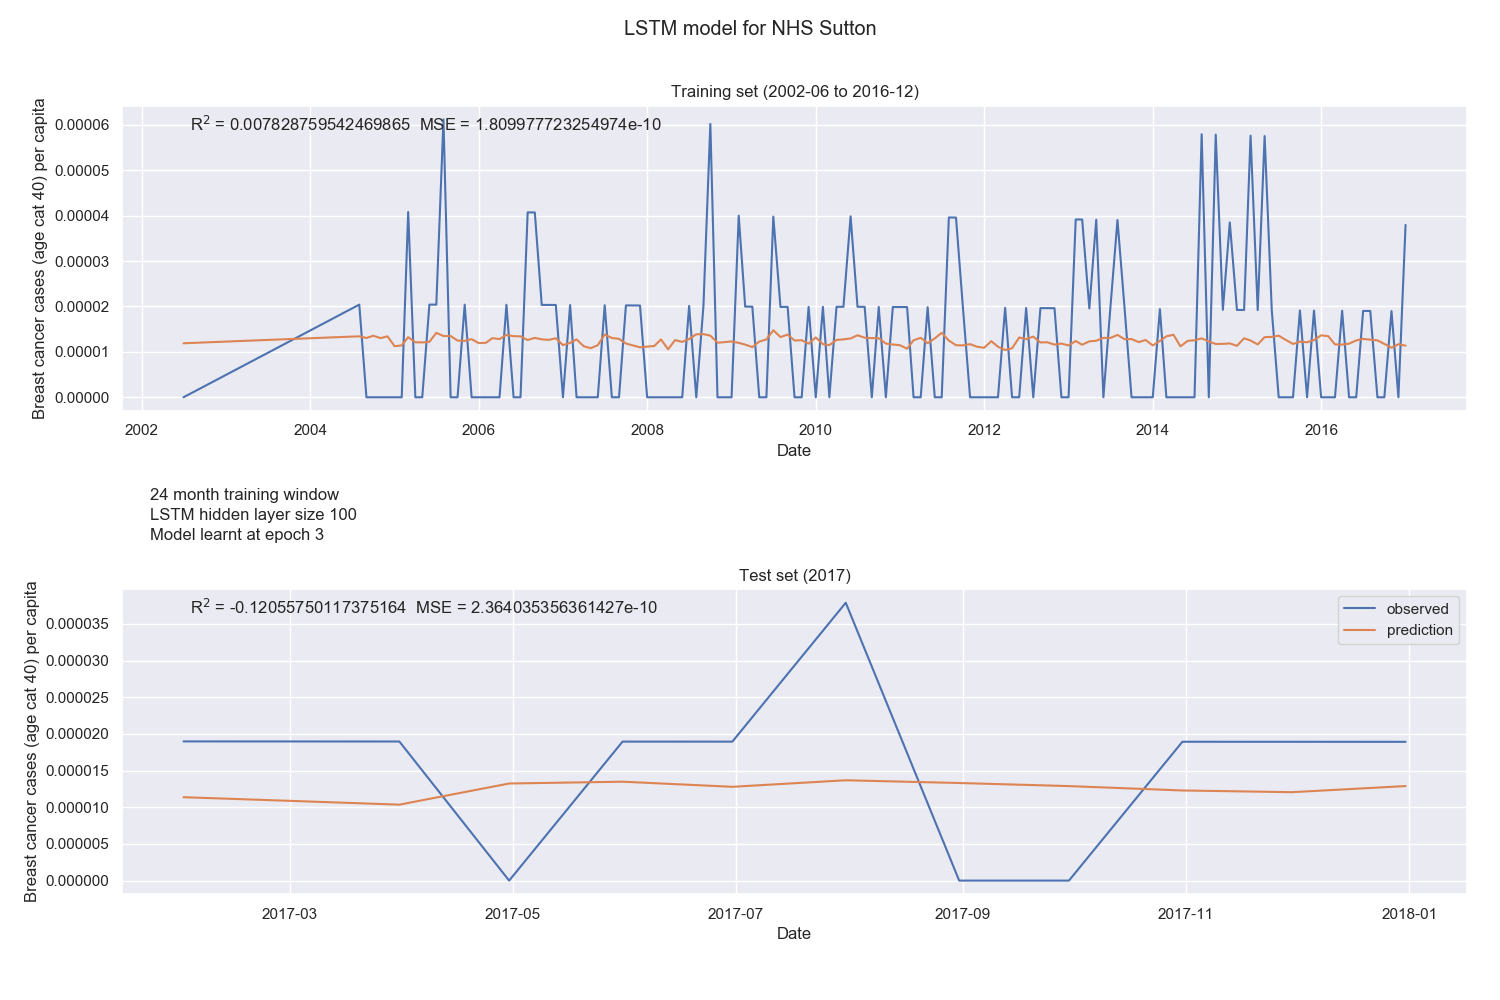 LSTM model for NHS Sutton
Training set (2002-06 to 2016-12)
R² = 0.007828759542469865 MSE = 1.809977723254974e-10
Breast cancer cases (age cat 40) per capita
0.00006
0.00005
0.00004
0.00003
0.00002
0.00001
0.00000
2002 2004 2006 2008 2010 2012 2014 2016
Date
24 month training window
LSTM hidden layer size 100
Model learnt at epoch 3
Test set (2017)
R² = -0.12055750117375164 MSE = 2.364035356361427e-10
observed
prediction
Breast cancer cases (age cat 40) per capita
0.000035
0.000030
0.000025
0.000020
0.000015
0.000010
0.000005
0.000000
2017-03 2017-05 2017-07 2017-09 2017-11 2018-01
Date